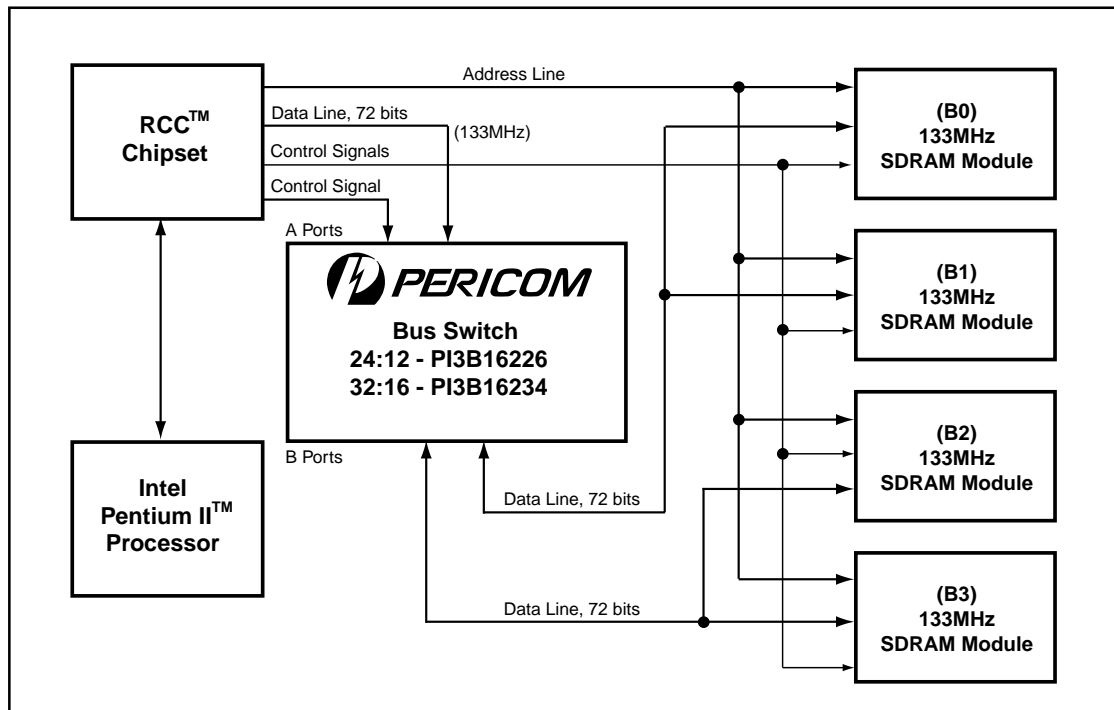 RCC™
Chipset
Address Line
Data Line, 72 bits
(133MHz)
Control Signals
Control Signal
A Ports
PERICOM
Bus Switch
24:12 - PI3B16226
32:16 - PI3B16234
B Ports
Intel
Pentium II™
Processor
Data Line, 72 bits
Data Line, 72 bits
(B0)
133MHz
SDRAM Module
(B1)
133MHz
SDRAM Module
(B2)
133MHz
SDRAM Module
(B3)
133MHz
SDRAM Module